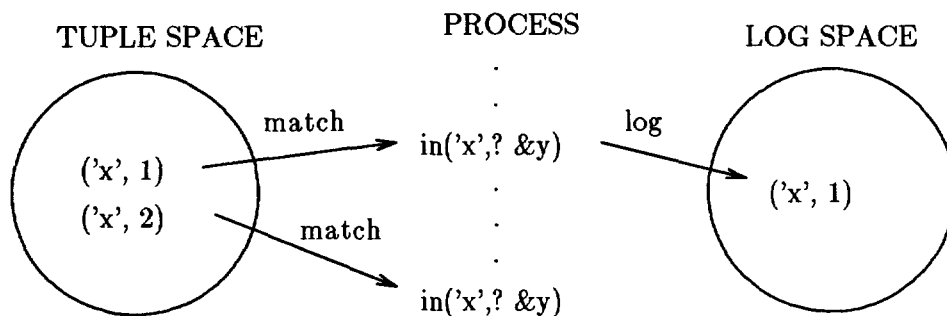 TUPLE SPACE
PROCESS
LOG SPACE
.
.
match
log
in('x',? &y)
('x', 1)
('x', 2)
('x', 1)
.
.
match
.
in('x',? &y)